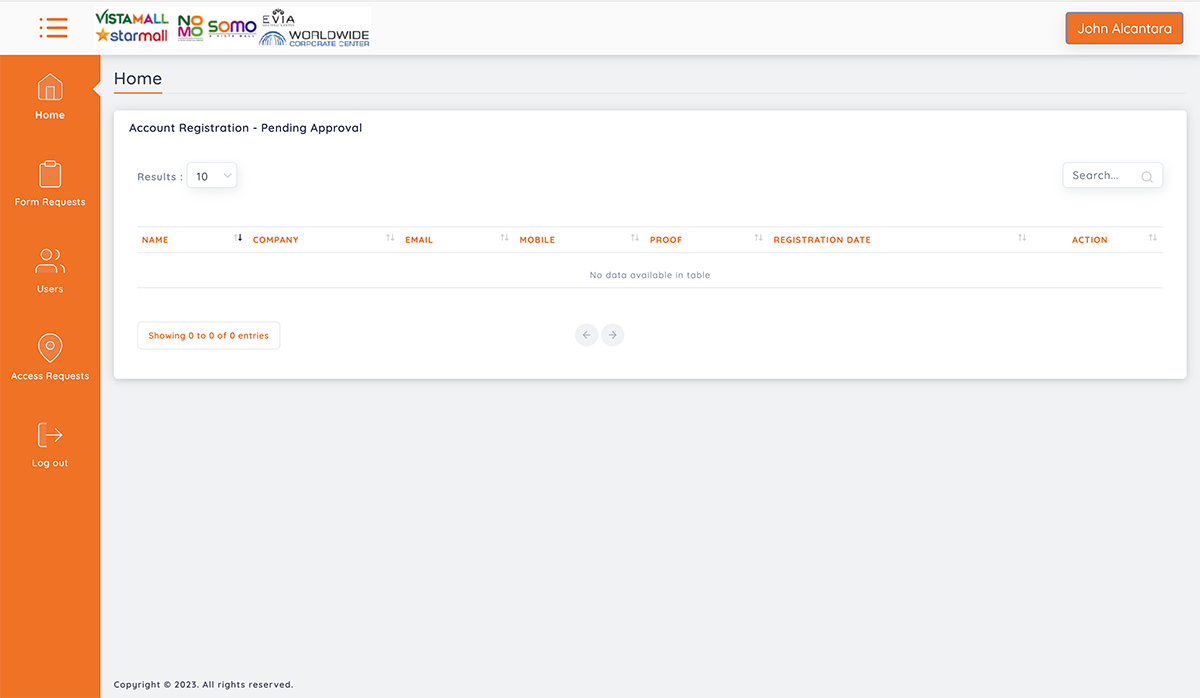 VISTAMALL
starmall
NO
MO
SOMO
A VISTA MALL
EVIA
WORLDWIDE
CORPORATE CENTER
John Alcantara
Home
Form Requests
Users
Access Requests
Log out
Home
Account Registration - Pending Approval
Results : 10
Search...
NAME COMPANY EMAIL MOBILE PROOF REGISTRATION DATE ACTION
No data available in table
Showing 0 to 0 of 0 entries
Copyright © 2023. All rights reserved.